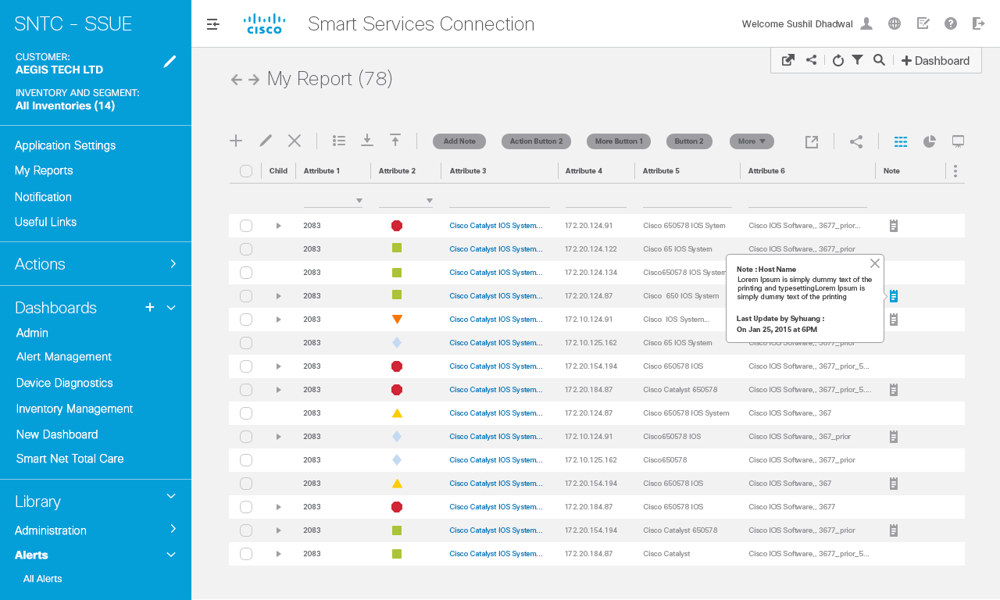 SNTC - SSUE
CUSTOMER:
AEGIS TECH LTD
INVENTORY AND SEGMENT:
All Inventories (14)
Application Settings
My Reports
Notification
Useful Links
Actions
Dashboards
Admin
Alert Management
Device Diagnostics
Inventory Management
New Dashboard
Smart Net Total Care
Library
Administration
Alerts
All Alerts
CISCO
Smart Services Connection
Welcome Sushil Dhadwal
Dashboard
My Report (78)
Add Note Action Button 2 More Button 1 Button 2 More
Child Attribute 1 Attribute 2 Attribute 3 Attribute 4 Attribute 5 Attribute 6 Note
2083 Cisco Catalyst IOS System... 172.20.124.91 Cisco 650578 IOS Sytem Cisco IOS Software,, 3677_prior...
2083 Cisco Catalyst IOS System... 172.20.124.122 Cisco 65 IOS System Cisco IOS Software,, 3677_prior
2083 Cisco Catalyst IOS System... 172.20.124.134 Cisco650578 IOS System
2083 Cisco Catalyst IOS System... 172.20.124.87 Cisco 650 IOS System
2083 Cisco Catalyst IOS System... 172.10.124.91 Cisco IOS System...
2083 Cisco Catalyst IOS System... 172.10.125.162 Cisco 65 IOS System Cisco IOS Software,, 3677_prior
2083 Cisco Catalyst IOS System... 172.20.154.194 Cisco 650578 IOS Cisco IOS Software,, 3677_prior_5...
2083 Cisco Catalyst IOS System... 172.20.184.87 Cisco Catalyst 650578 Cisco IOS Software,, 3677_prior_5....
2083 Cisco Catalyst IOS System... 172.20.124.87 Cisco 650578 IOS System Cisco IOS Software,, 367
2083 Cisco Catalyst IOS System... 172.10.124.91 Cisco650578 IOS Cisco IOS Software,, 367_prior
2083 Cisco Catalyst IOS System... 172.10.125.162 Cisco650578 Cisco IOS Software,, 3677_prior
2083 Cisco Catalyst IOS System... 172.20.154.194 Cisco 650578 IOS Cisco IOS Software,, 367
2083 Cisco Catalyst IOS System... 172.20.184.87 Cisco 650578 IOS Cisco IOS Software,, 3677
2083 Cisco Catalyst IOS System... 172.20.154.194 Cisco Catalyst 650578 Cisco IOS Software,, 3677_prior
2083 Cisco Catalyst IOS System... 172.20.184.87 Cisco Catalyst Cisco IOS Software,, 3677_prior_5...
Note : Host Name
Lorem Ipsum is simply dummy text of the
printing and typesettingLorem Ipsum is
simply dummy text of the printing
Last Update by Syhuang :
On Jan 25, 2015 at 6PM